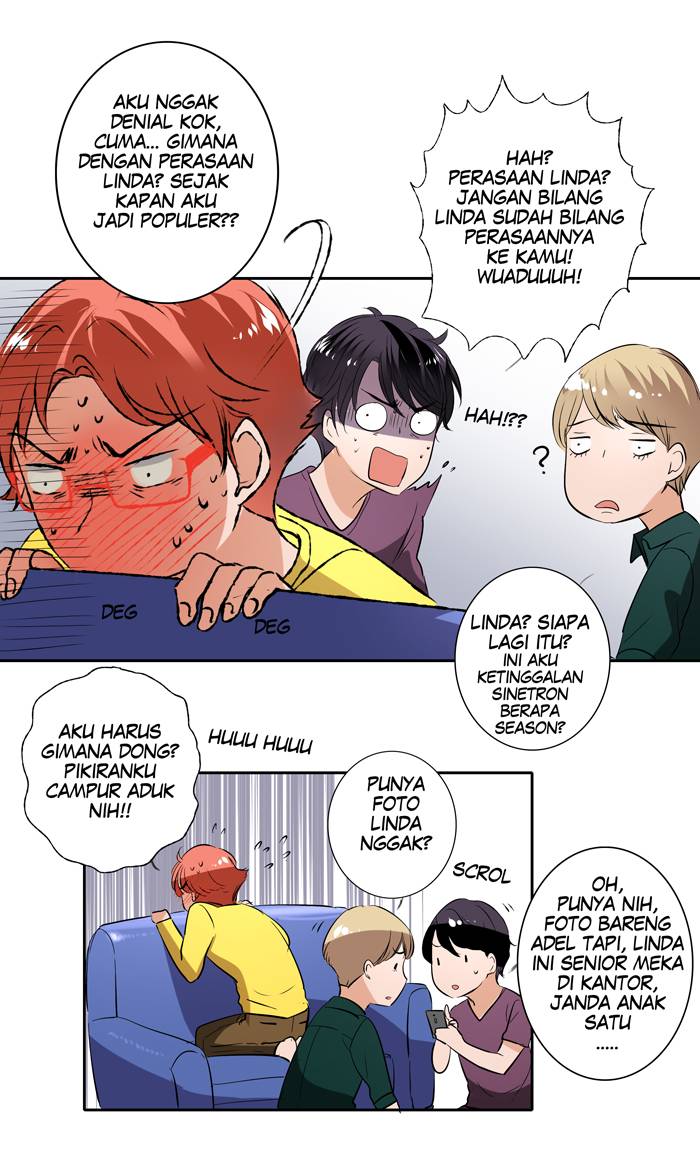 AKU NGGAK
DENIAL KOK,
CUMA... GIMANA
DENGAN PERASAAN
LINDA? SEJAK
KAPAN AKU
JADI POPULER??
HAH?
PERASAAN LINDA?
JANGAN BILANG
LINDA SUDAH BILANG
PERASAANNYA
KE KAMU!
WUADUUUH!
HAH!??
?
DEG
DEG
LINDA? SIAPA
LAGI ITU?
INI AKU
KETINGGALAN
SINETRON
BERAPA
SEASON?
AKU HARUS
GIMANA DONG?
PIKIRANKU
CAMPUR ADUK
NIH!!
HUUU HUUU
PUNYA
FOTO
LINDA
NGGAK?
SCROL
OH,
PUNYA NIH,
FOTO BARENG
ADEL TAPI, LINDA
INI SENIOR MEKA
DI KANTOR,
JANDA ANAK
SATU
.....